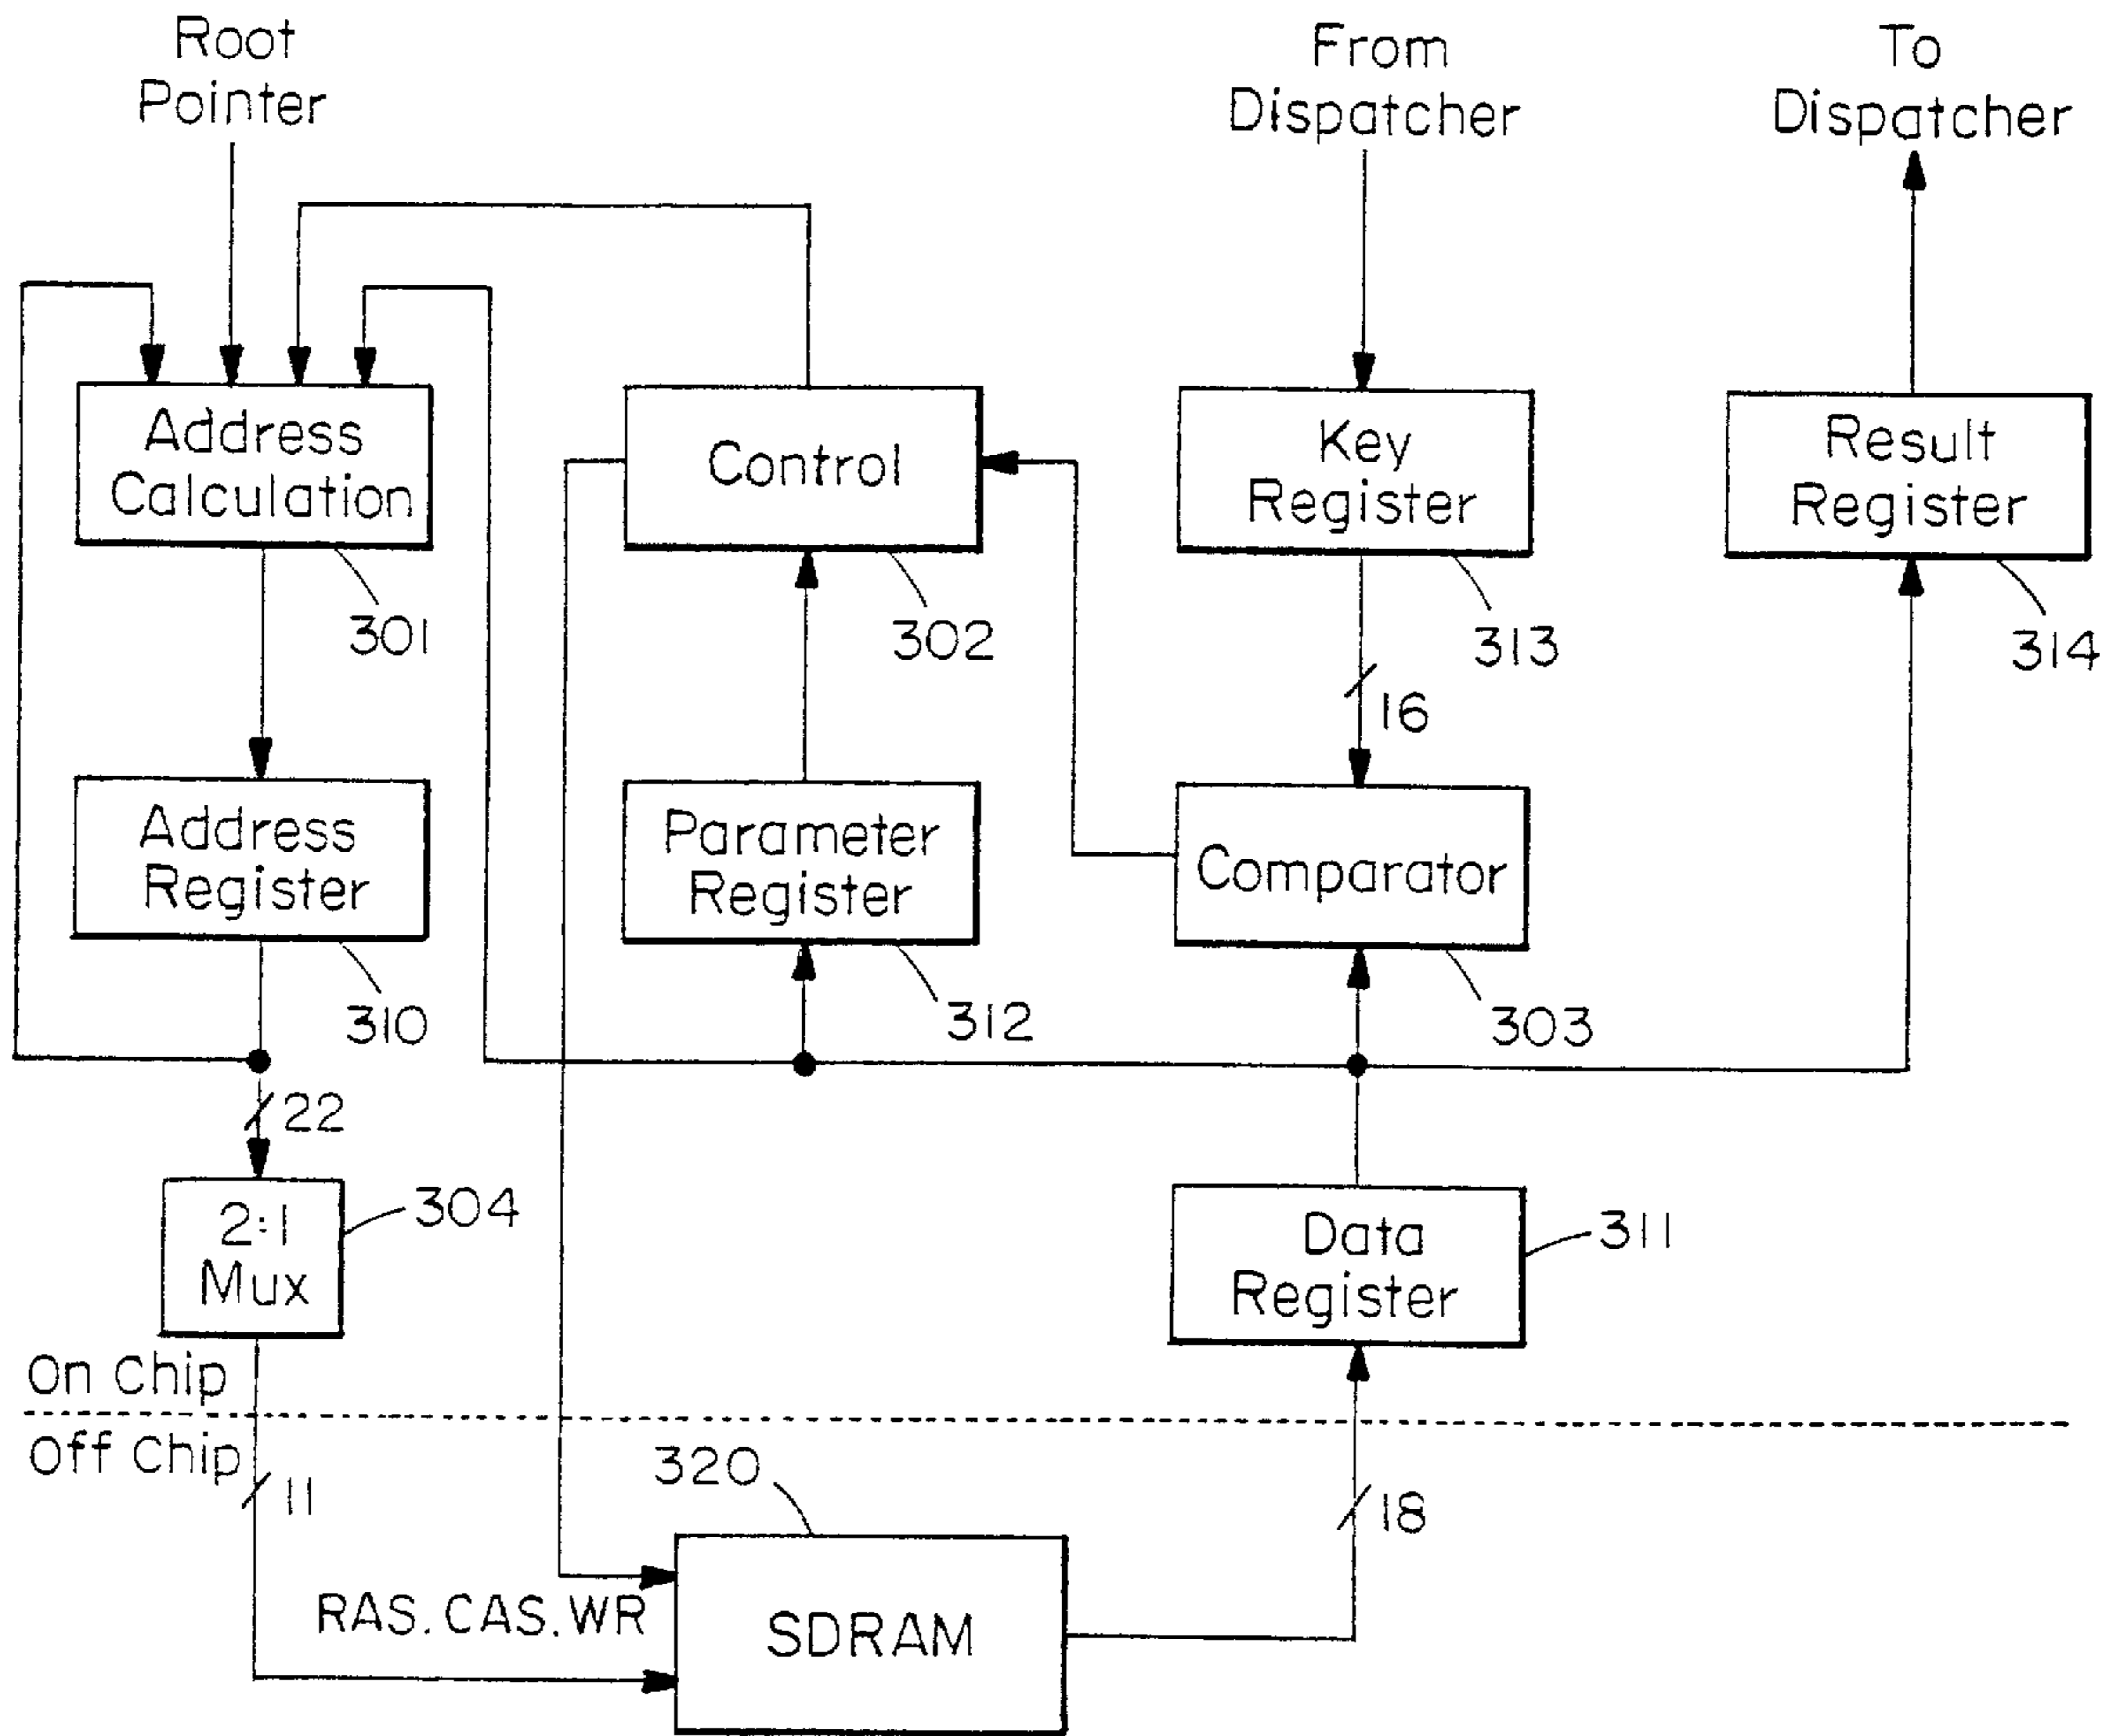 Root
Pointer
From
Dispatcher
To
Dispatcher
Address
Calculation
Control
Key
Register
Result
Register
301
302
313
314
16
Address
Register
Parameter
Register
Comparator
310
312
303
22
2:1
Mux
304
Data
Register
311
On Chip
Off Chip
11
320
18
RAS.CAS.WR
SDRAM